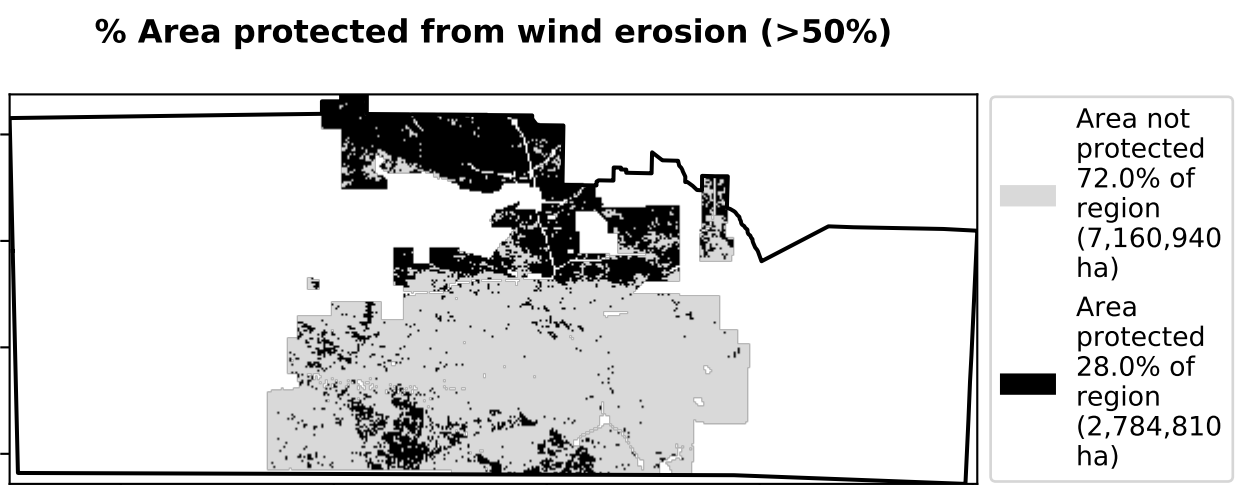 % Area protected from wind erosion (>50%)
Area not
protected
72.0% of
region
(7,160,940
ha)
Area
protected
28.0% of
region
(2,784,810
ha)